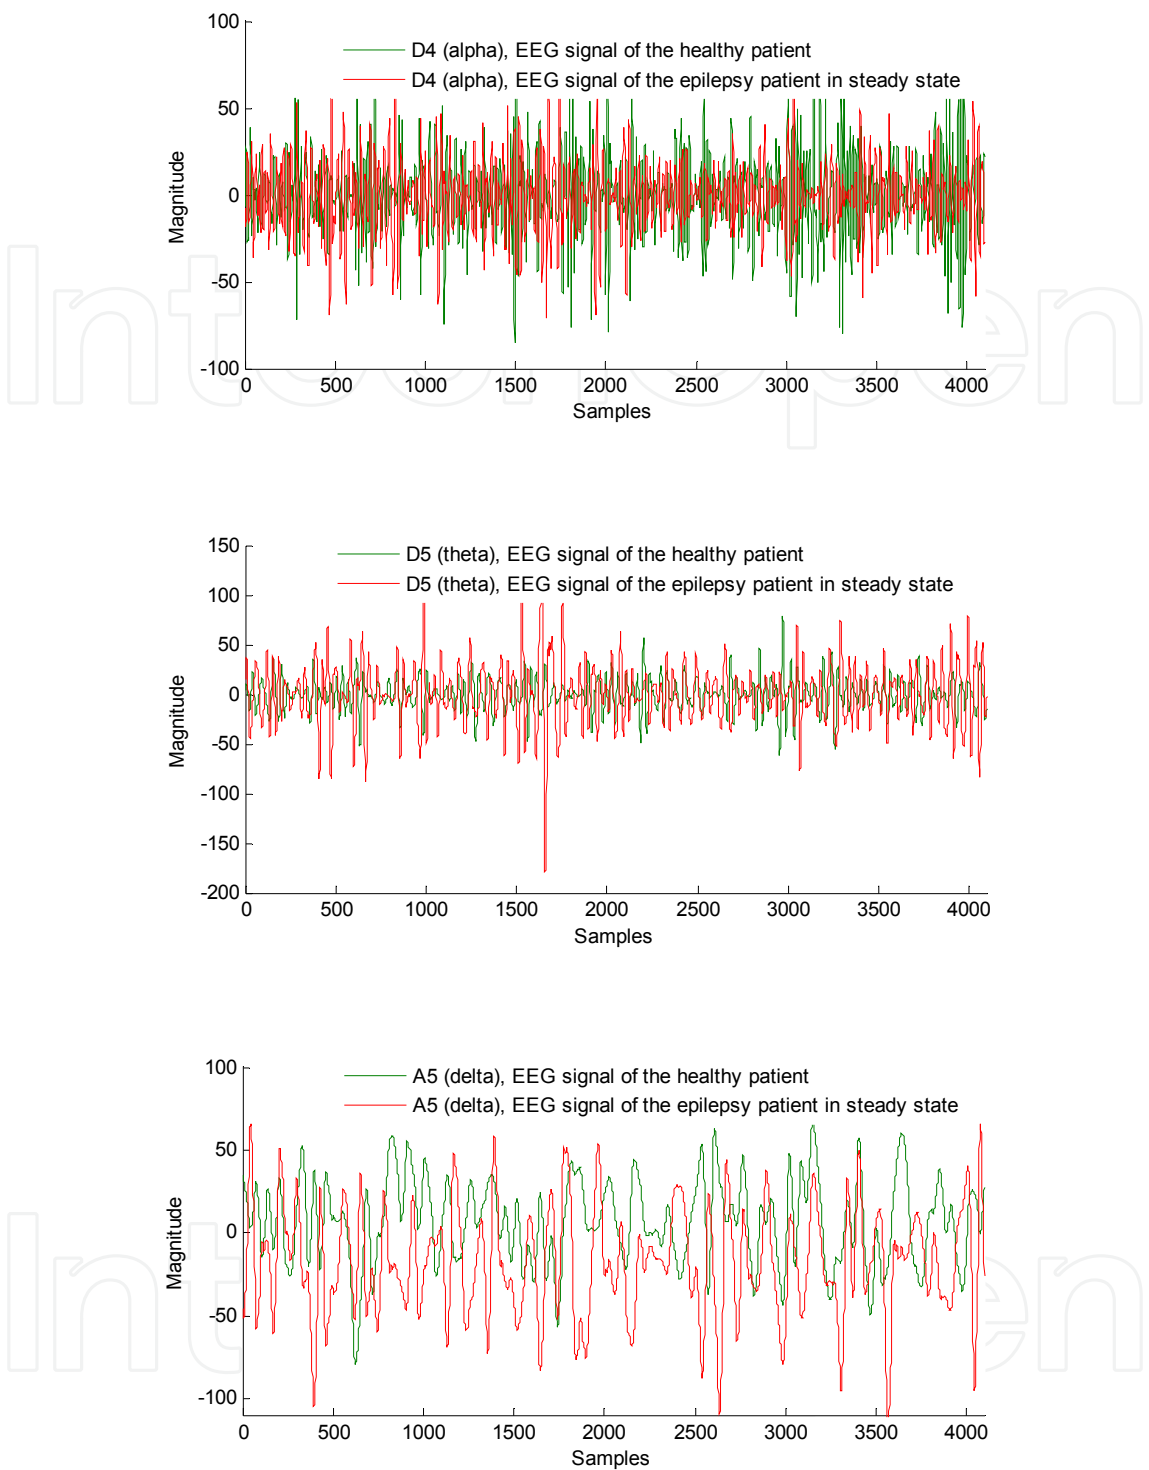 100
D4 (alpha), EEG signal of the healthy patient
D4 (alpha), EEG signal of the epilepsy patient in steady state
50
0
-50
-100
Magnitude
0 500 1000 1500 2000 2500 3000 3500 4000
Samples
150
D5 (theta), EEG signal of the healthy patient
D5 (theta), EEG signal of the epilepsy patient in steady state
100
50
0
-50
-100
-150
-200
Magnitude
0 500 1000 1500 2000 2500 3000 3500 4000
Samples
100
A5 (delta), EEG signal of the healthy patient
A5 (delta), EEG signal of the epilepsy patient in steady state
50
0
-50
-100
Magnitude
0 500 1000 1500 2000 2500 3000 3500 4000
Samples